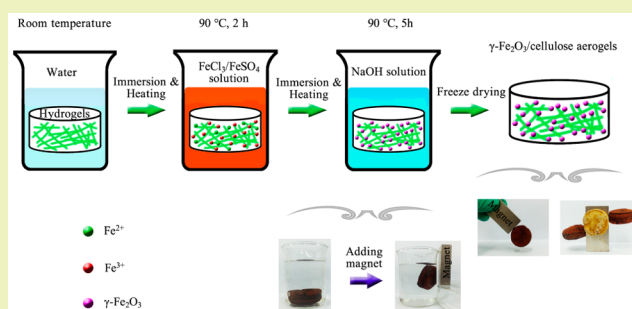 Room temperature
90 °C, 2 h
90 °C, 5h
γ-Fe₂O₃/cellulose aerogels
Water
Hydrogels
Immersion &
Heating
FeCl₃/FeSO₄
solution
Immersion &
Heating
NaOH solution
Freeze drying
Fe²⁺
Fe³⁺
γ-Fe₂O₃
Adding
magnet
Magnet
Magnet